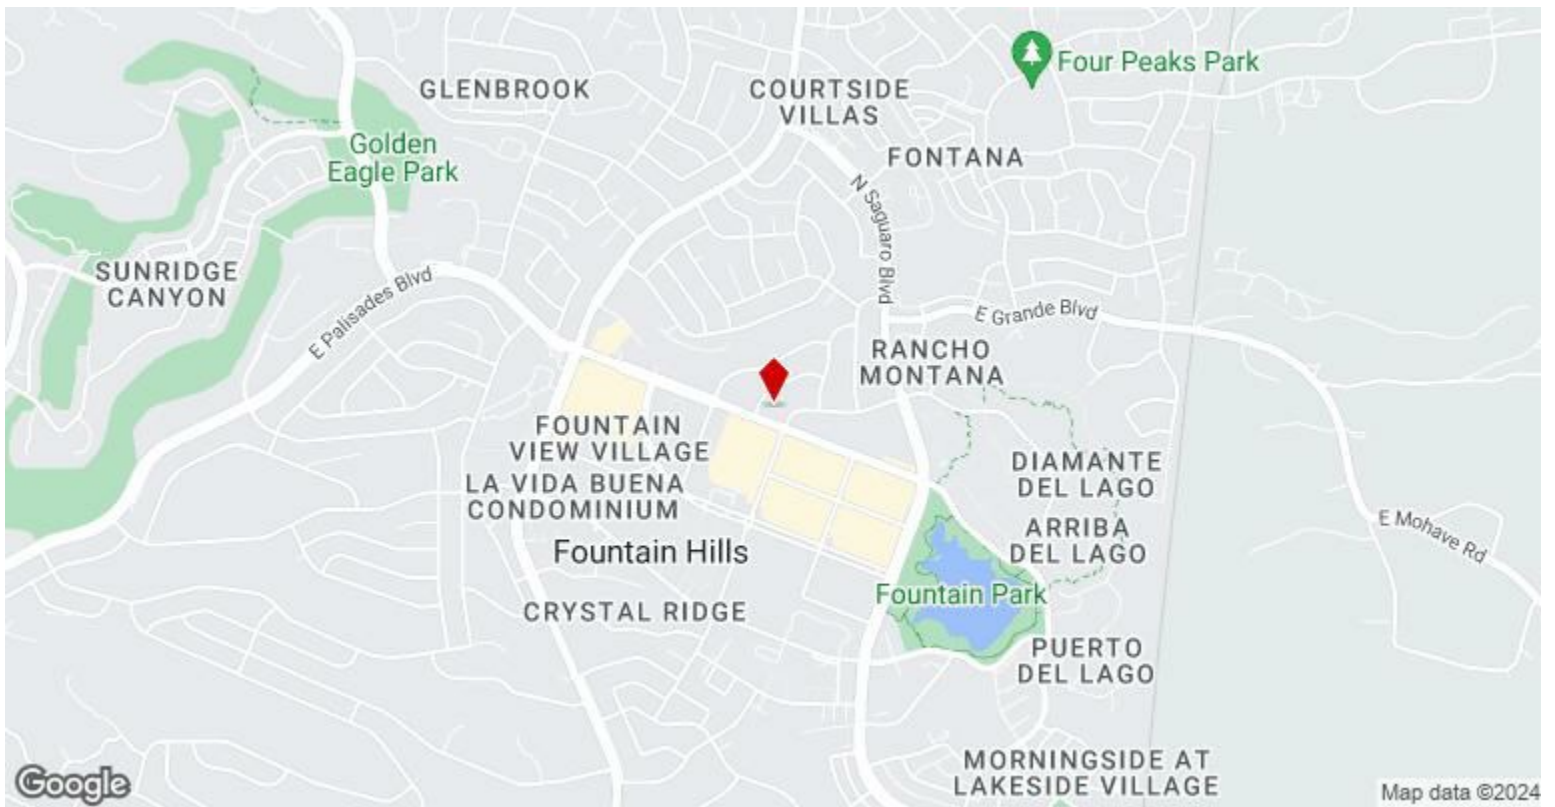 Four Peaks Park
GLENBROOK
COURTSIDE
VILLAS
Golden
Eagle Park
FONTANA
N Saguaro Blvd
SUNRIDGE
CANYON
E Palisades Blvd
E Grande Blvd
RANCHO
MONTANA
FOUNTAIN
VIEW VILLAGE
LA VIDA BUENA
CONDOMINIUM
DIAMANTE
DEL LAGO
E Mohave Rd
ARRIBA
DEL LAGO
Fountain Hills
Fountain Park
CRYSTAL RIDGE
PUERTO
DEL LAGO
MORNINGSIDE AT
LAKESIDE VILLAGE
Google
Map data ©2024